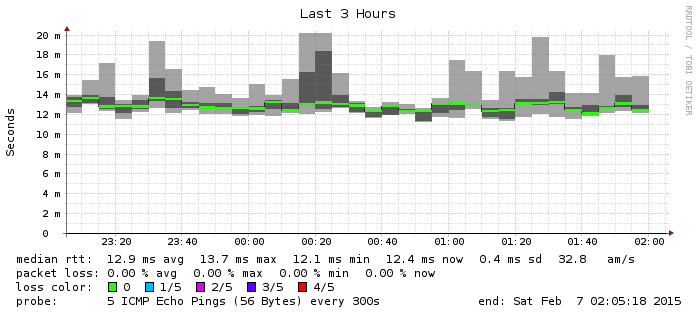 Last 3 Hours
RRDTOOL / TOBI OETIKER
Seconds
20 m
18 m
16 m
14 m
12 m
10 m
8 m
6 m
4 m
2 m
0
23:20 23:40 00:00 00:20 00:40 01:00 01:20 01:40 02:00
median rtt: 12.9 ms avg 13.7 ms max 12.1 ms min 12.4 ms now 0.4 ms sd 32.8 am/s
packet loss: 0.00 % avg 0.00 % max 0.00 % min 0.00 % now
loss color: 0 1/5 2/5 3/5 4/5
probe: 5 ICMP Echo Pings (56 Bytes) every 300s end: Sat Feb 7 02:05:18 2015